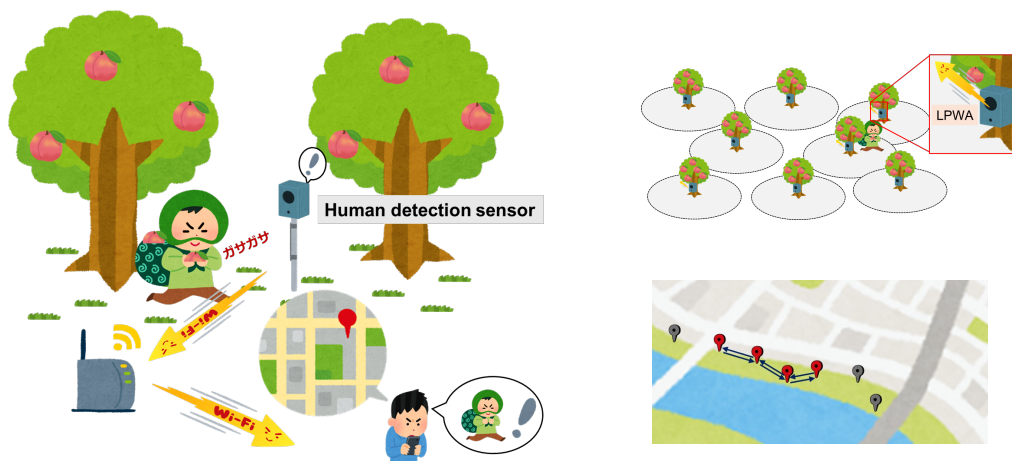 !
Human detection sensor
ガサガサ
Wi-Fi
Wi-Fi
!
LPWA